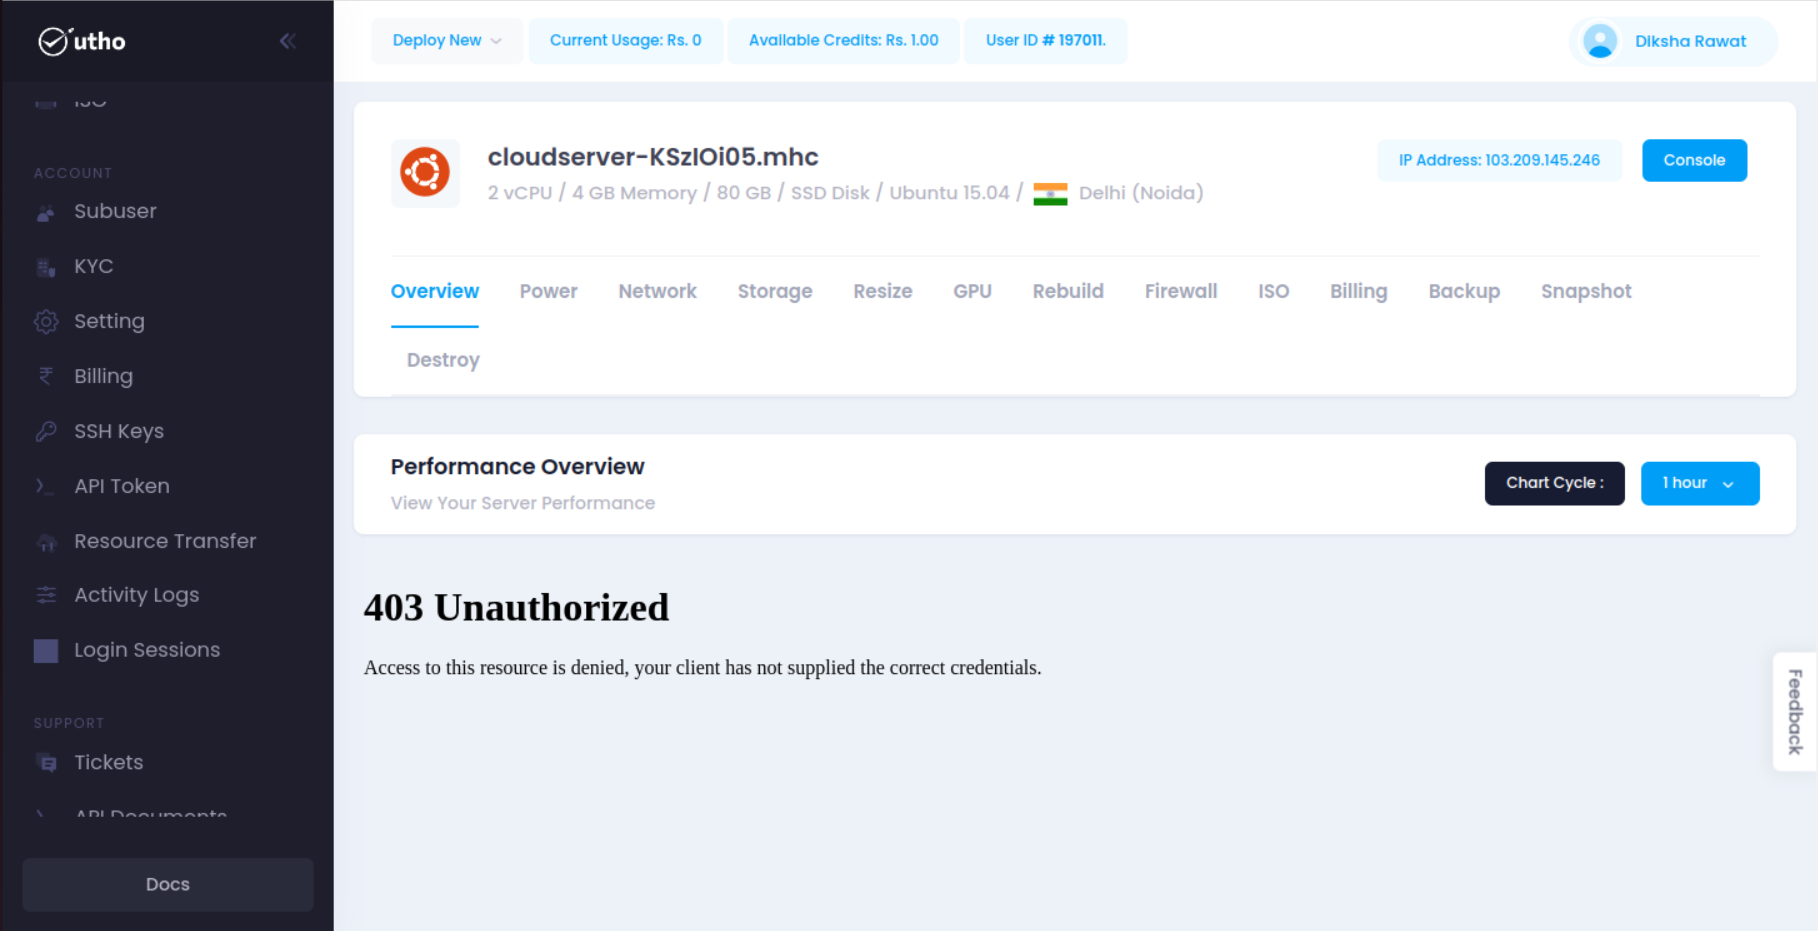 utho
Deploy New
Current Usage: Rs. 0
Available Credits: Rs. 1.00
User ID # 197011.
Diksha Rawat
ISO
ACCOUNT
Subuser
KYC
Setting
Billing
SSH Keys
API Token
Resource Transfer
Activity Logs
Login Sessions
SUPPORT
Tickets
API Documents
Docs
cloudserver-KSzIOi05.mhc
2 vCPU / 4 GB Memory / 80 GB / SSD Disk / Ubuntu 15.04 / Delhi (Noida)
IP Address: 103.209.145.246
Console
Overview
Power
Network
Storage
Resize
GPU
Rebuild
Firewall
ISO
Billing
Backup
Snapshot
Destroy
Performance Overview
View Your Server Performance
Chart Cycle :
1 hour
403 Unauthorized
Access to this resource is denied, your client has not supplied the correct credentials.
Feedback